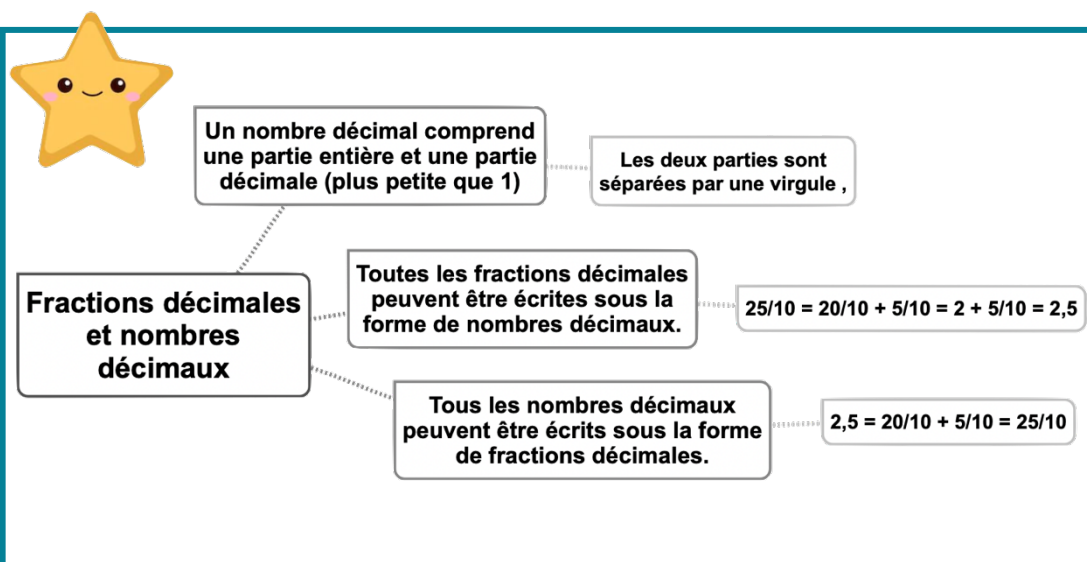 Un nombre décimal comprend
une partie entière et une partie
décimale (plus petite que 1)
Les deux parties sont
séparées par une virgule ,
Fractions décimales
et nombres
décimaux
Toutes les fractions décimales
peuvent être écrites sous la
forme de nombres décimaux.
25/10 = 20/10 + 5/10 = 2 + 5/10 = 2,5
Tous les nombres décimaux
peuvent être écrits sous la forme
de fractions décimales.
2,5 = 20/10 + 5/10 = 25/10